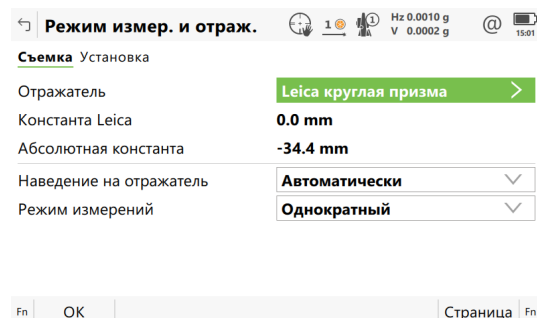 Режим измер. и отраж. 1 1 Hz 0.0010 g
V 0.0002 g @ 15:01
Съемка Установка
Отражатель Leica круглая призма
Константа Leica 0.0 mm
Абсолютная константа -34.4 mm
Наведение на отражатель Автоматически
Режим измерений Однократный
Fn OK Страница Fn